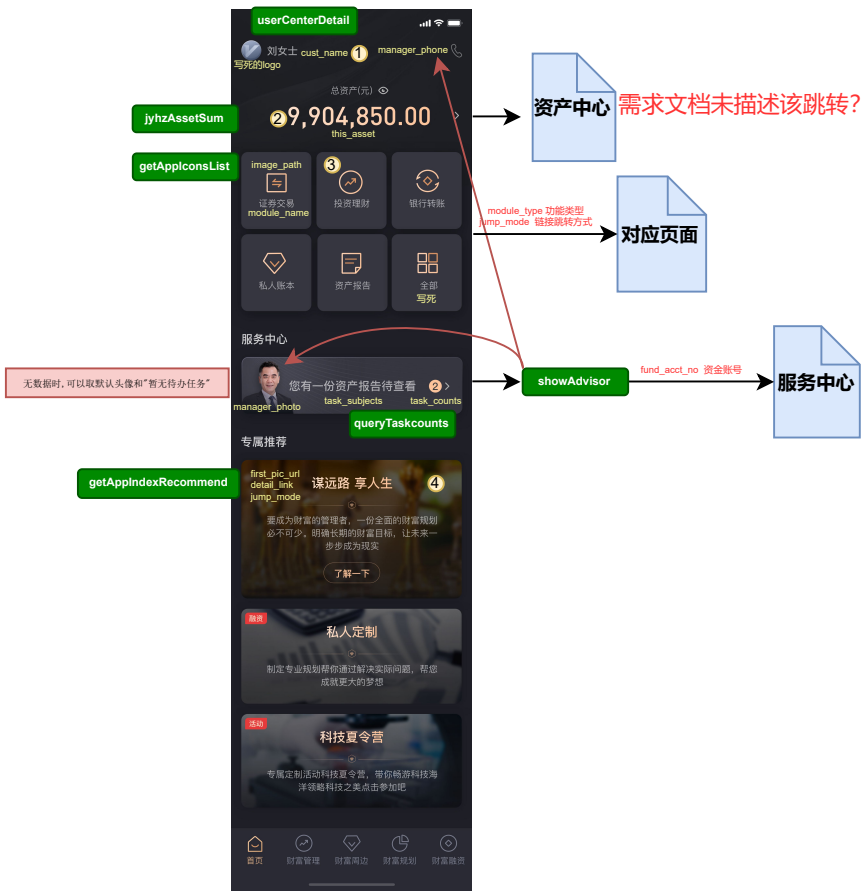 userCenterDetail
刘女士
cust_name
1
manager_phone
写死的logo
总资产(元)
jyhzAssetSum
2
9,904,850.00
this_asset
资产中心
需求文档未描述该跳转?
getAppIconsList
image_path
3
证券交易
module_name
投资理财
银行转账
module_type 功能类型
jump_mode 链接跳转方式
对应页面
私人账本
资产报告
全部
写死
服务中心
无数据时,可以取默认头像和"暂无待办任务"
您有一份资产报告待查看
2
manager_photo
task_subjects
task_counts
showAdvisor
fund_acct_no 资金账号
服务中心
queryTaskcounts
专属推荐
getAppIndexRecommend
first_pic_url
detail_link
jump_mode
谋远路 享人生
4
要成为财富的管理者，一份全面的财富规划
必不可少。明确长期的财富目标，让未来一
步步成为现实
了解一下
融资
私人定制
制定专业规划帮你通过解决实际问题，帮您
成就更大的梦想
活动
科技夏令营
专属定制活动科技夏令营，带你畅游科技海
洋领略科技之美点击参加吧
首页
财富管理
财富周边
财富规划
财富融资